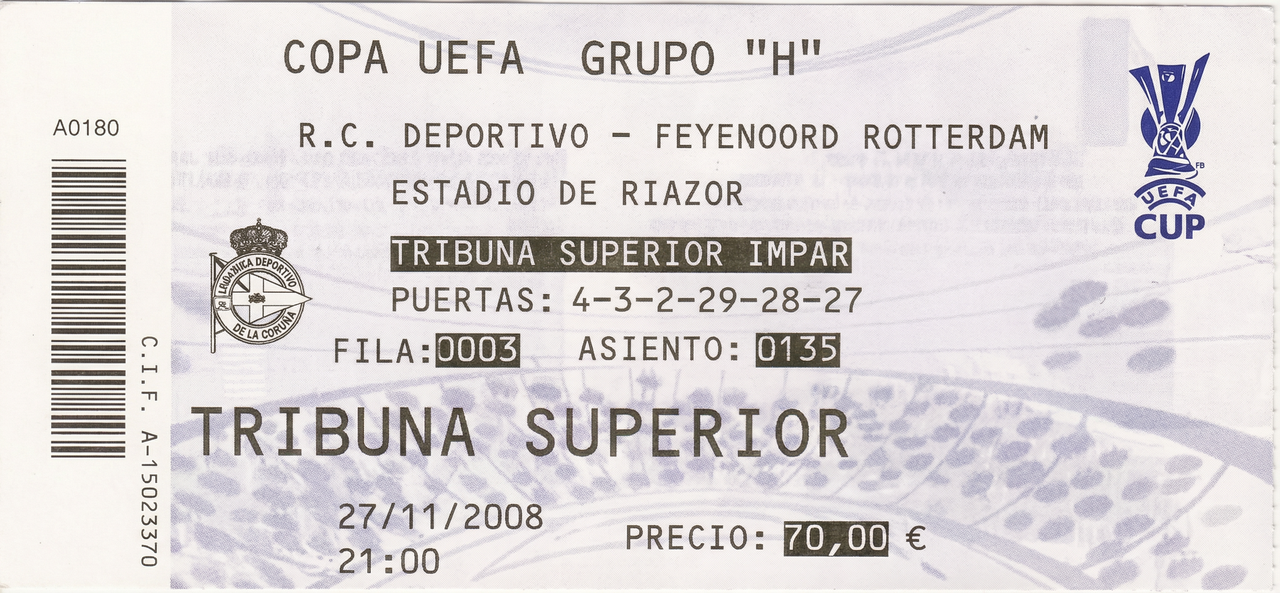 COPA UEFA GRUPO "H"
A0180
R.C. DEPORTIVO - FEYENOORD ROTTERDAM
ESTADIO DE RIAZOR
FB
UEFA
CUP
TRIBUNA SUPERIOR IMPAR
DEPORTIVO
DE LA CORUÑA
PUERTAS: 4-3-2-29-28-27
FILA:0003 ASIENTO: 0135
C.I.F. A-15023370
TRIBUNA SUPERIOR
27/11/2008
PRECIO: 70,00 €
21:00